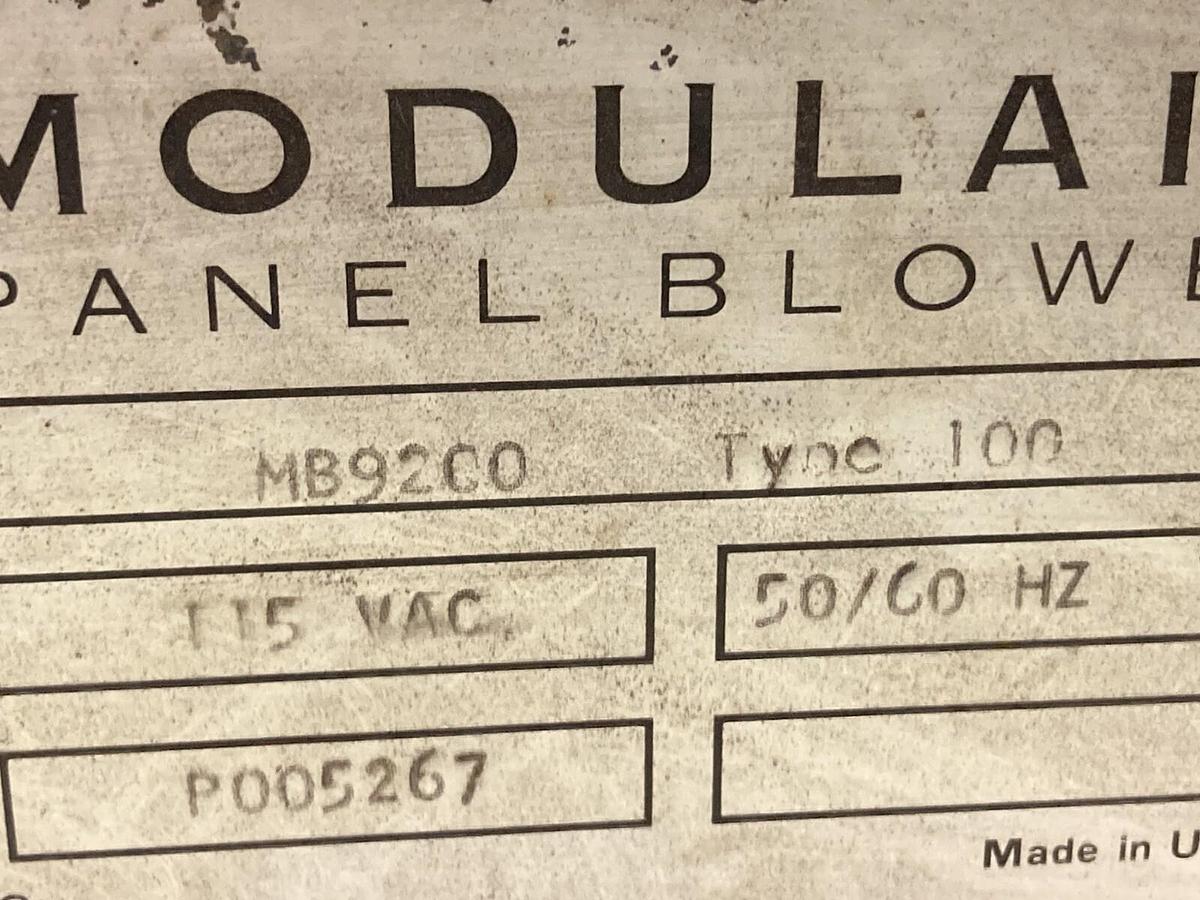 MODULAI
PANEL BLOWE
MB92C0 Type 100
115 VAC. 50/60 HZ
P005267
Made in U